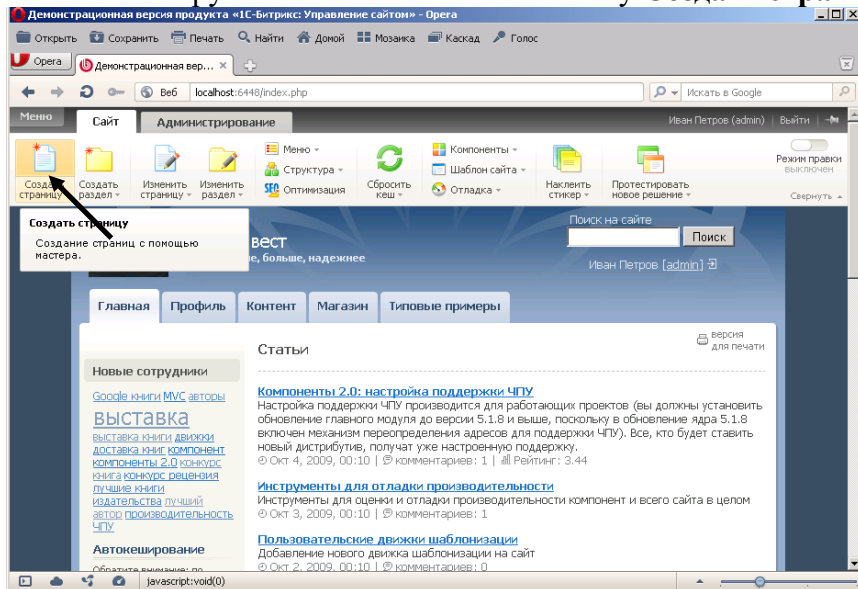 Демонстрационная версия продукта «1С-Битрикс: Управление сайтом» - Opera
Открыть Сохранить Печать Найти Домой Мозаика Каскад Голос
Opera Демонстрационная вер... ×
Веб localhost:6448/index.php Искать в Google
Меню Сайт Администрирование Иван Петров (admin) Выйти
Создать страницу
Создать раздел
Изменить страницу
Изменить раздел
Меню
Структура
SEO Оптимизация
Сбросить кеш
Компоненты
Шаблон сайта
Отладка
Наклеить стикер
Протестировать новое решение
Режим правки
выключен
Свернуть
Создать страницу
Создание страниц с помощью
мастера.
вест
е, больше, надежнее
Поиск на сайте
Поиск
Иван Петров [admin]
Главная Профиль Контент Магазин Типовые примеры
версия
для печати
Статьи
Новые сотрудники
Google книги MVC авторы
выставка
выставка книги движки
доставка книг компонент
компоненты 2.0 конкурс
книга конкурс рецензия
лучшие книги
издательства лучший
автор производительность
ЧПУ
Автокеширование
Обратите внимание: по
Компоненты 2.0: настройка поддержки ЧПУ
Настройка поддержки ЧПУ производится для работающих проектов (вы должны установить
обновление главного модуля до версии 5.1.8 и выше, поскольку в обновление ядра 5.1.8
включен механизм переопределения адресов для поддержки ЧПУ). Все, кто будет ставить
новый дистрибутив, получат уже настроенную поддержку.
Окт 4, 2009, 00:10 | комментариев: 1 | Рейтинг: 3.44
Инструменты для отладки производительности
Инструменты для оценки и отладки производительности компонент и всего сайта в целом
Окт 3, 2009, 00:10 | комментариев: 1
Пользовательские движки шаблонизации
Добавление нового движка шаблонизации на сайт
Окт 2, 2009, 00:10 | комментариев: 0
javascript:void(0)